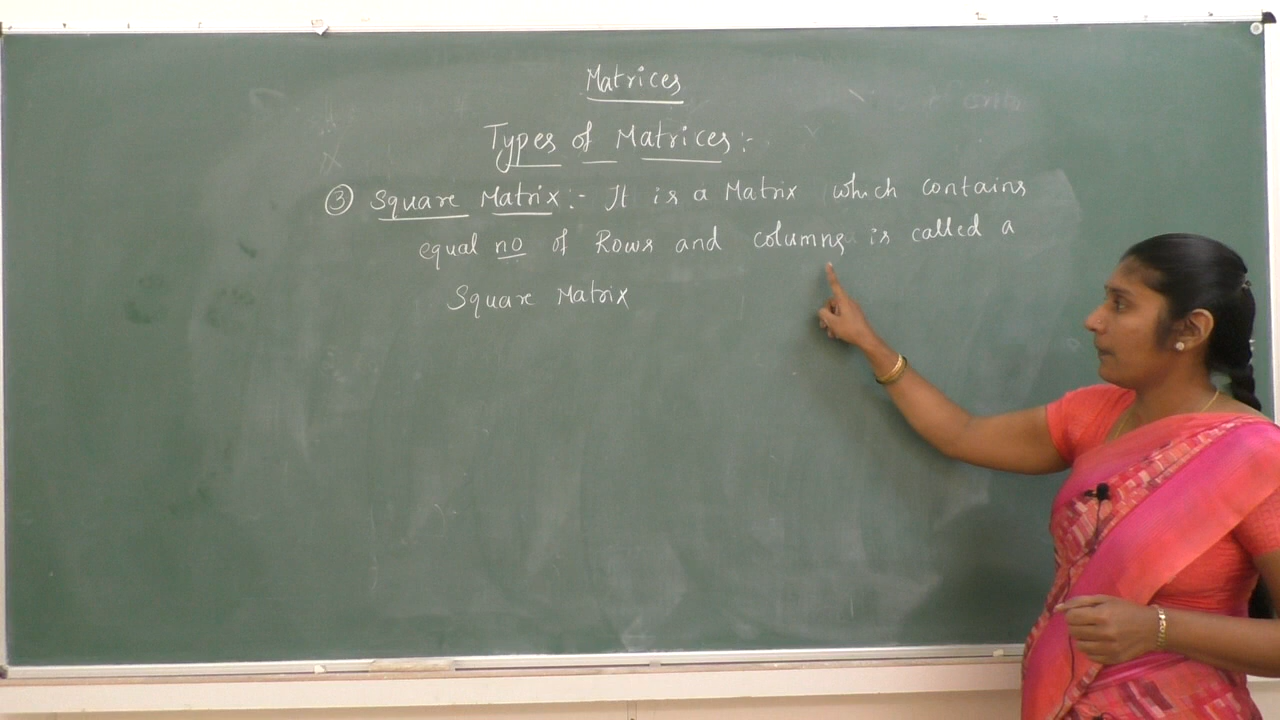 Matrices
Types of Matrices:-
③ Square Matrix:- It is a Matrix which contains
equal no of Rows and columns is called a
Square Matrix